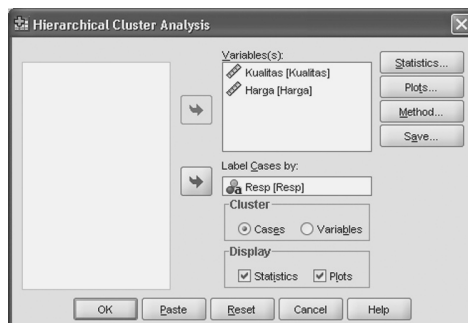 Hierarchical Cluster Analysis
Variables(s):
Kualitas [Kualitas]
Harga [Harga]
Statistics...
Plots...
Method...
Save...
Label Cases by:
Resp [Resp]
Cluster
Cases Variables
Display
Statistics Plots
OK Paste Reset Cancel Help